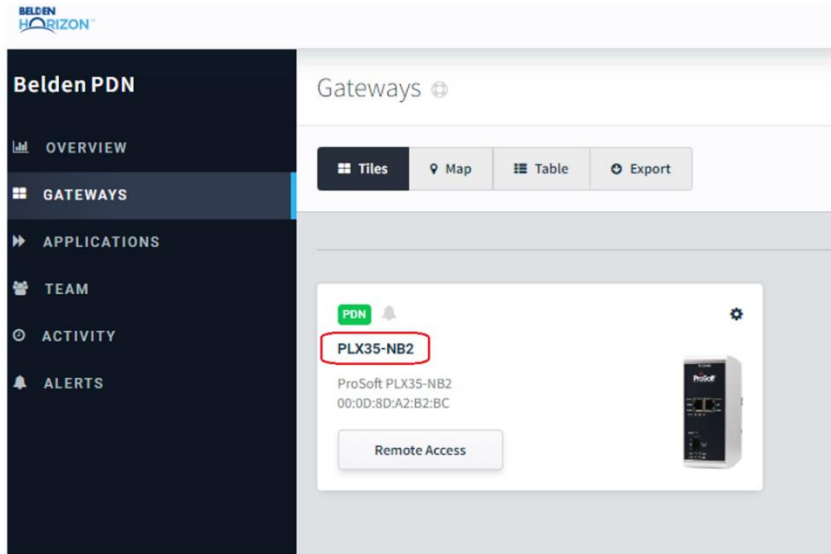 BELDEN
HORIZON™
Belden PDN
OVERVIEW
GATEWAYS
APPLICATIONS
TEAM
ACTIVITY
ALERTS
Gateways
Tiles
Map
Table
Export
PDN
PLX35-NB2
ProSoft PLX35-NB2
00:0D:8D:A2:B2:BC
Remote Access
ProSoft